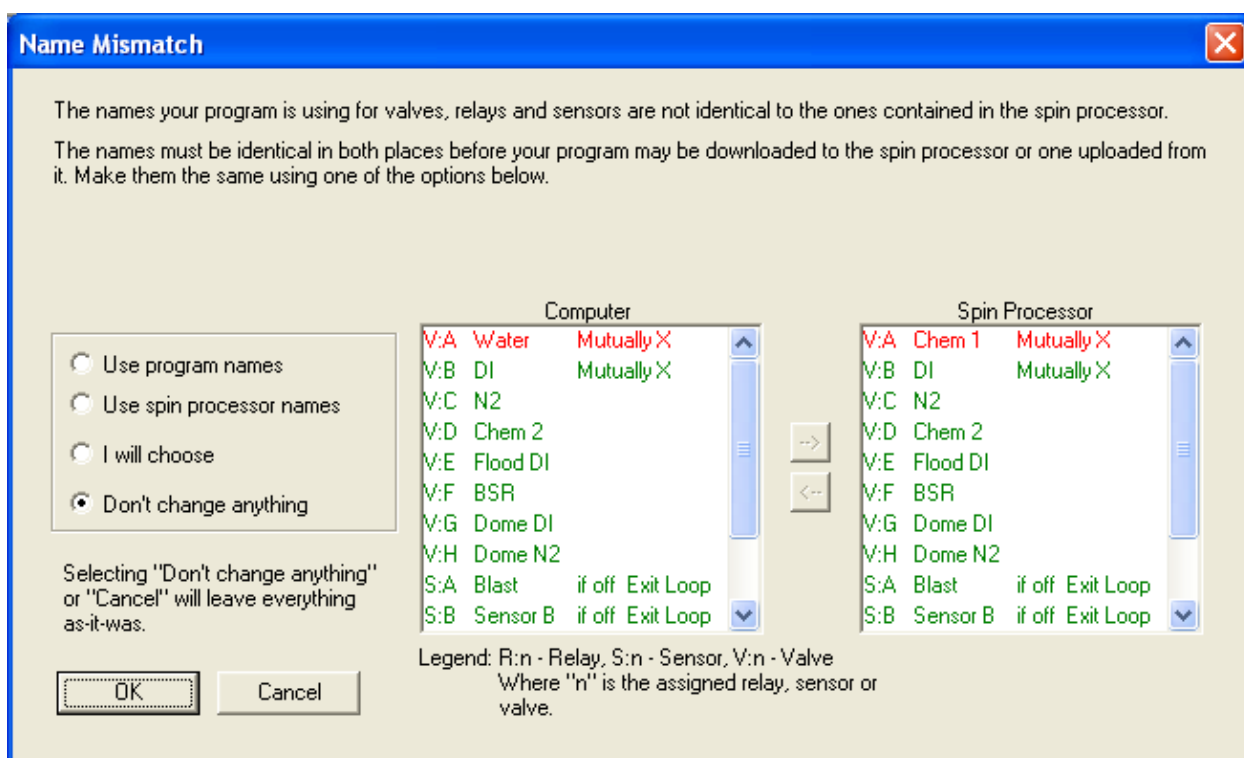 Name Mismatch
The names your program is using for valves, relays and sensors are not identical to the ones contained in the spin processor.
The names must be identical in both places before your program may be downloaded to the spin processor or one uploaded from
it. Make them the same using one of the options below.
Use program names
Use spin processor names
I will choose
Don't change anything
Selecting "Don't change anything"
or "Cancel" will leave everything
as-it-was.
OK Cancel
Computer
V:A Water Mutually X
V:B DI Mutually X
V:C N2
V:D Chem 2
V:E Flood DI
V:F BSR
V:G Dome DI
V:H Dome N2
S:A Blast if off Exit Loop
S:B Sensor B if off Exit Loop
-->
<--
Spin Processor
V:A Chem 1 Mutually X
V:B DI Mutually X
V:C N2
V:D Chem 2
V:E Flood DI
V:F BSR
V:G Dome DI
V:H Dome N2
S:A Blast if off Exit Loop
S:B Sensor B if off Exit Loop
Legend: R:n - Relay, S:n - Sensor, V:n - Valve
Where "n" is the assigned relay, sensor or
valve.